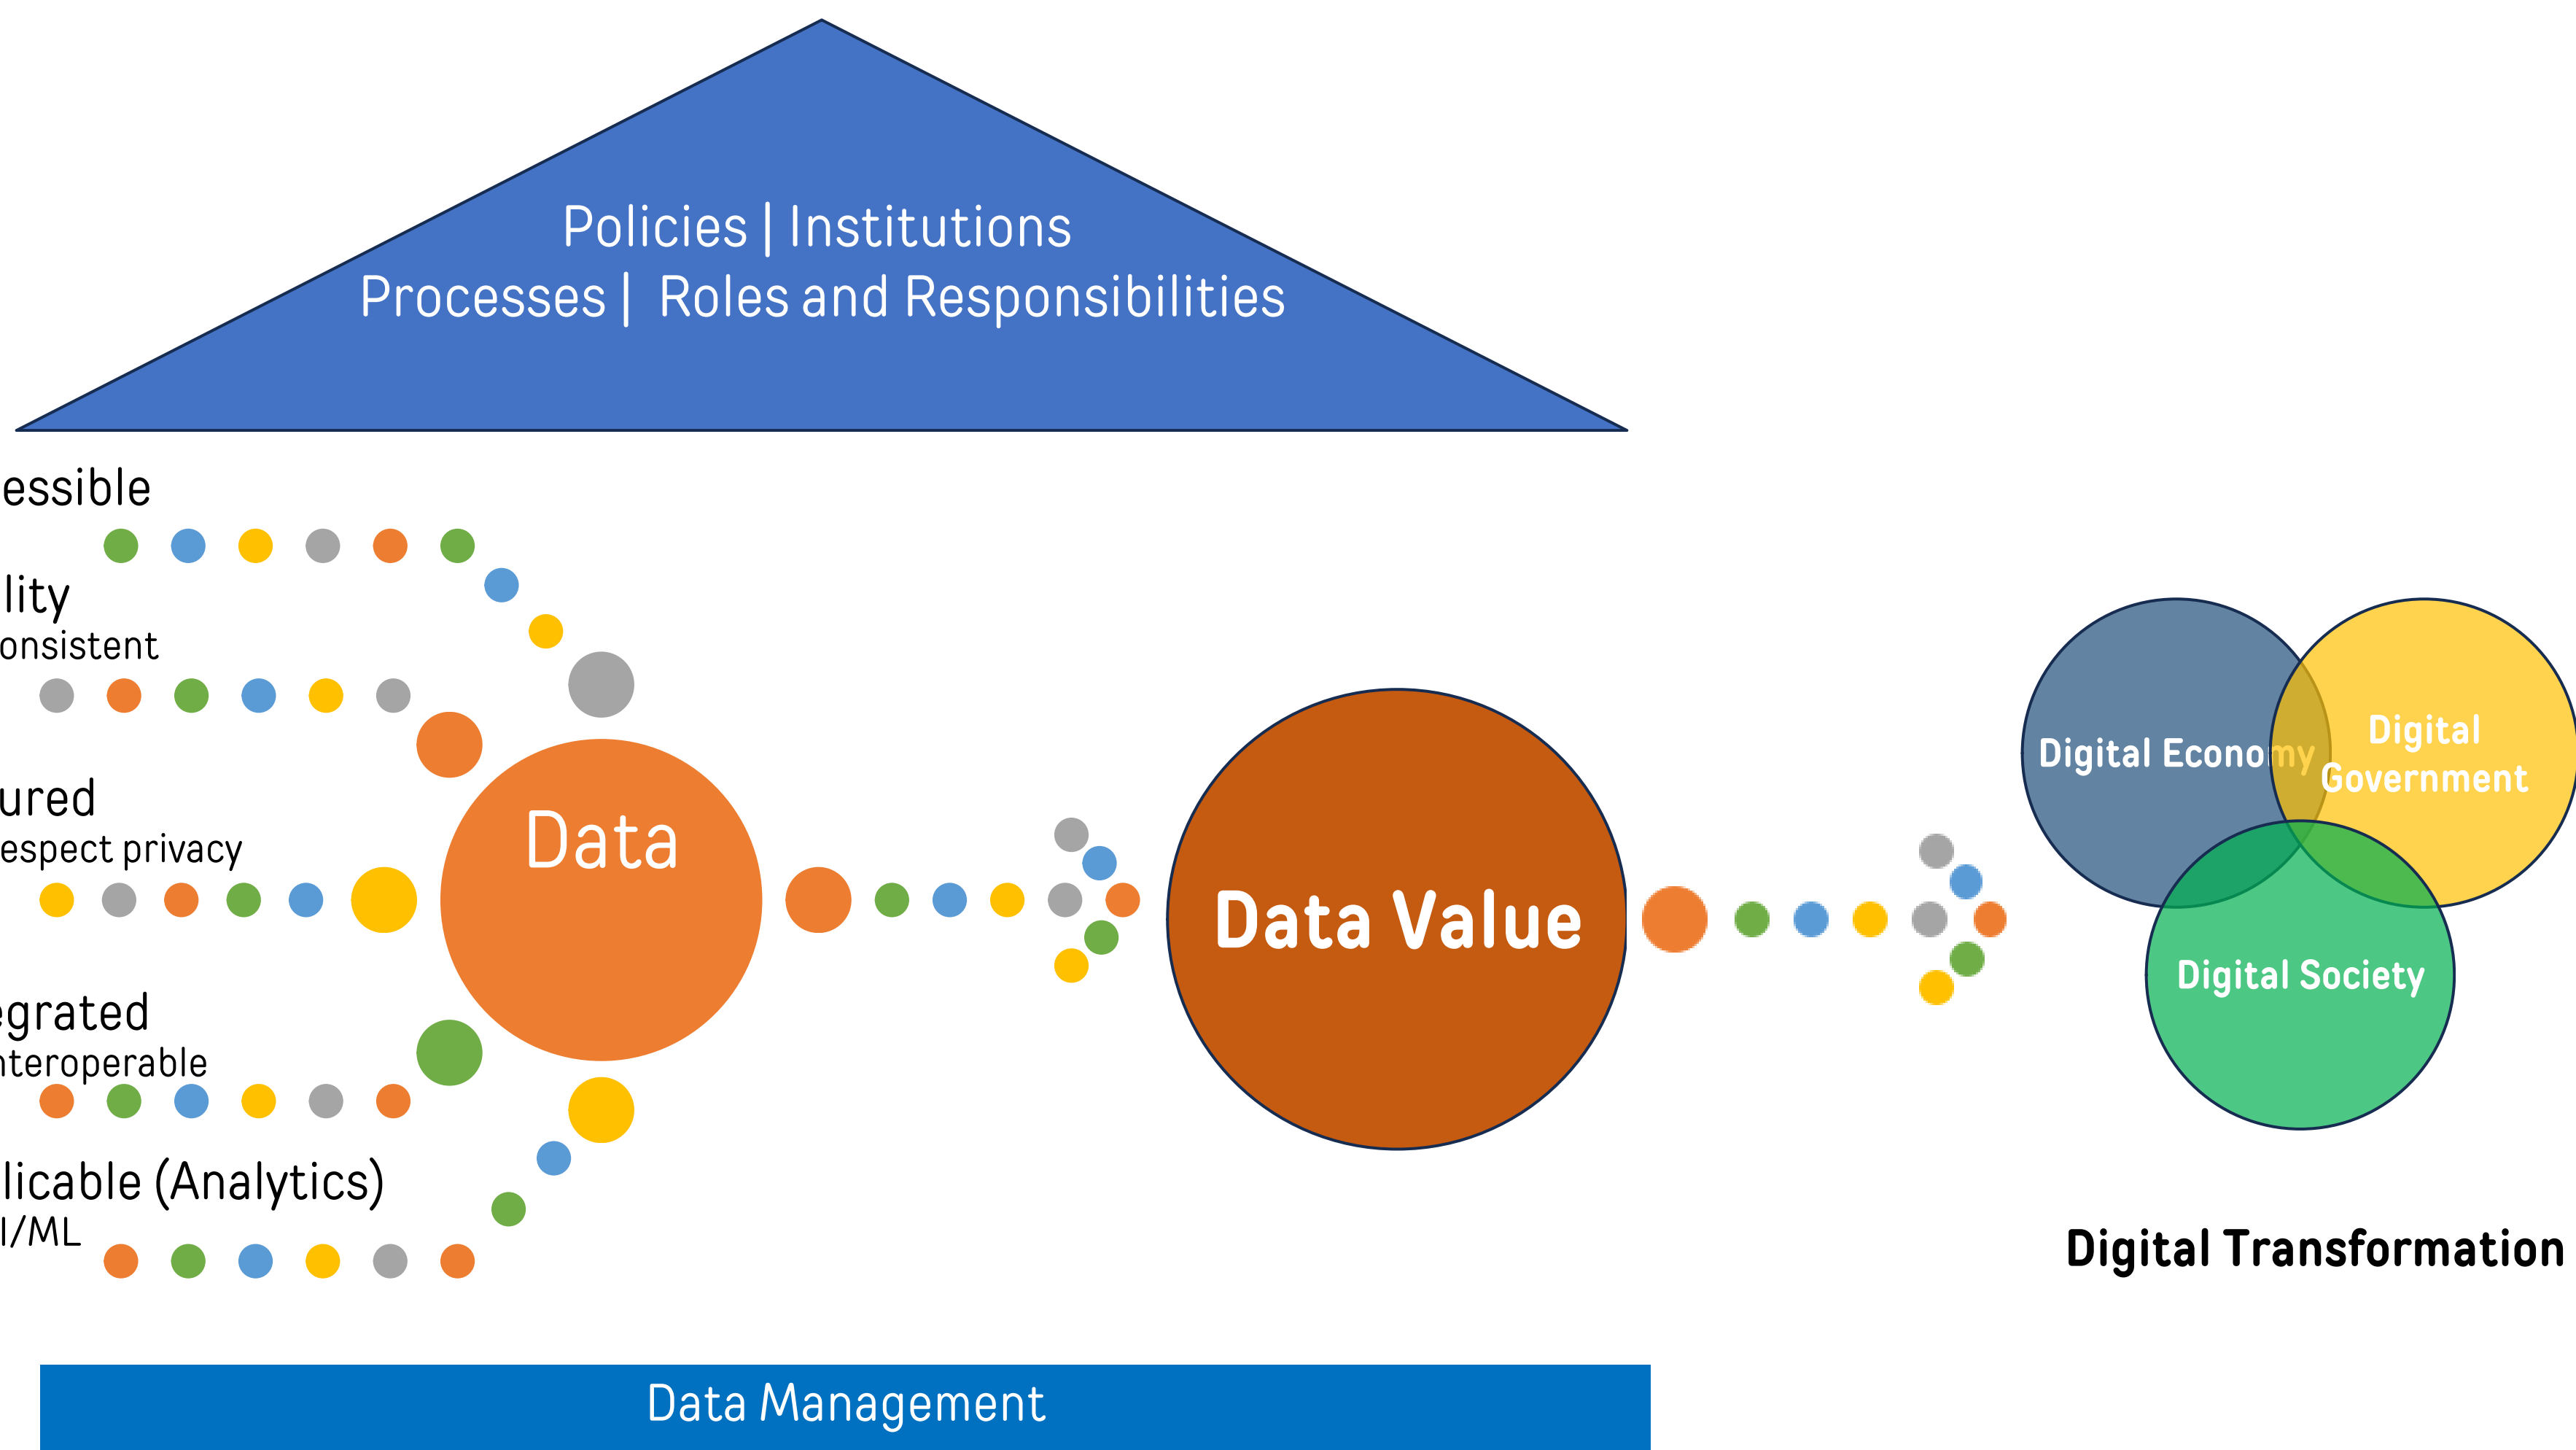 Policies | Institutions
Processes | Roles and Responsibilities
essible
lity
onsistent
ured
espect privacy
egrated
nteroperable
licable (Analytics)
I/ML
Data
Data Value
Digital Economy
Digital
Government
Digital Society
Digital Transformation
Data Management